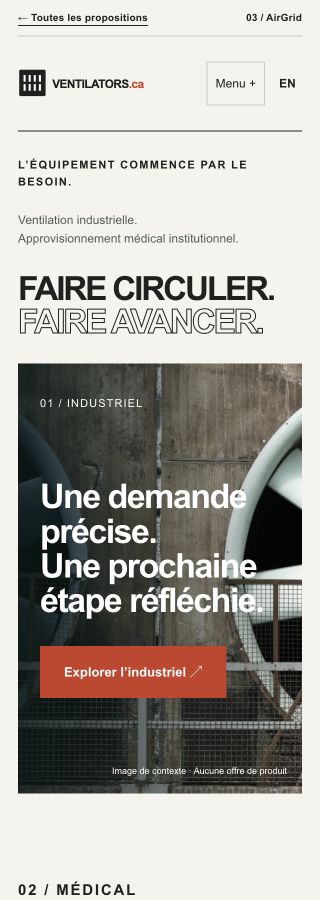 ← Toutes les propositions
03 / AirGrid
VENTILATORS.ca
Menu +
EN
L’ÉQUIPEMENT COMMENCE PAR LE
BESOIN.
Ventilation industrielle.
Approvisionnement médical institutionnel.
FAIRE CIRCULER.
FAIRE AVANCER.
01 / INDUSTRIEL
Une demande
précise.
Une prochaine
étape réfléchie.
Explorer l’industriel ↗
Image de contexte · Aucune offre de produit
02 / MÉDICAL